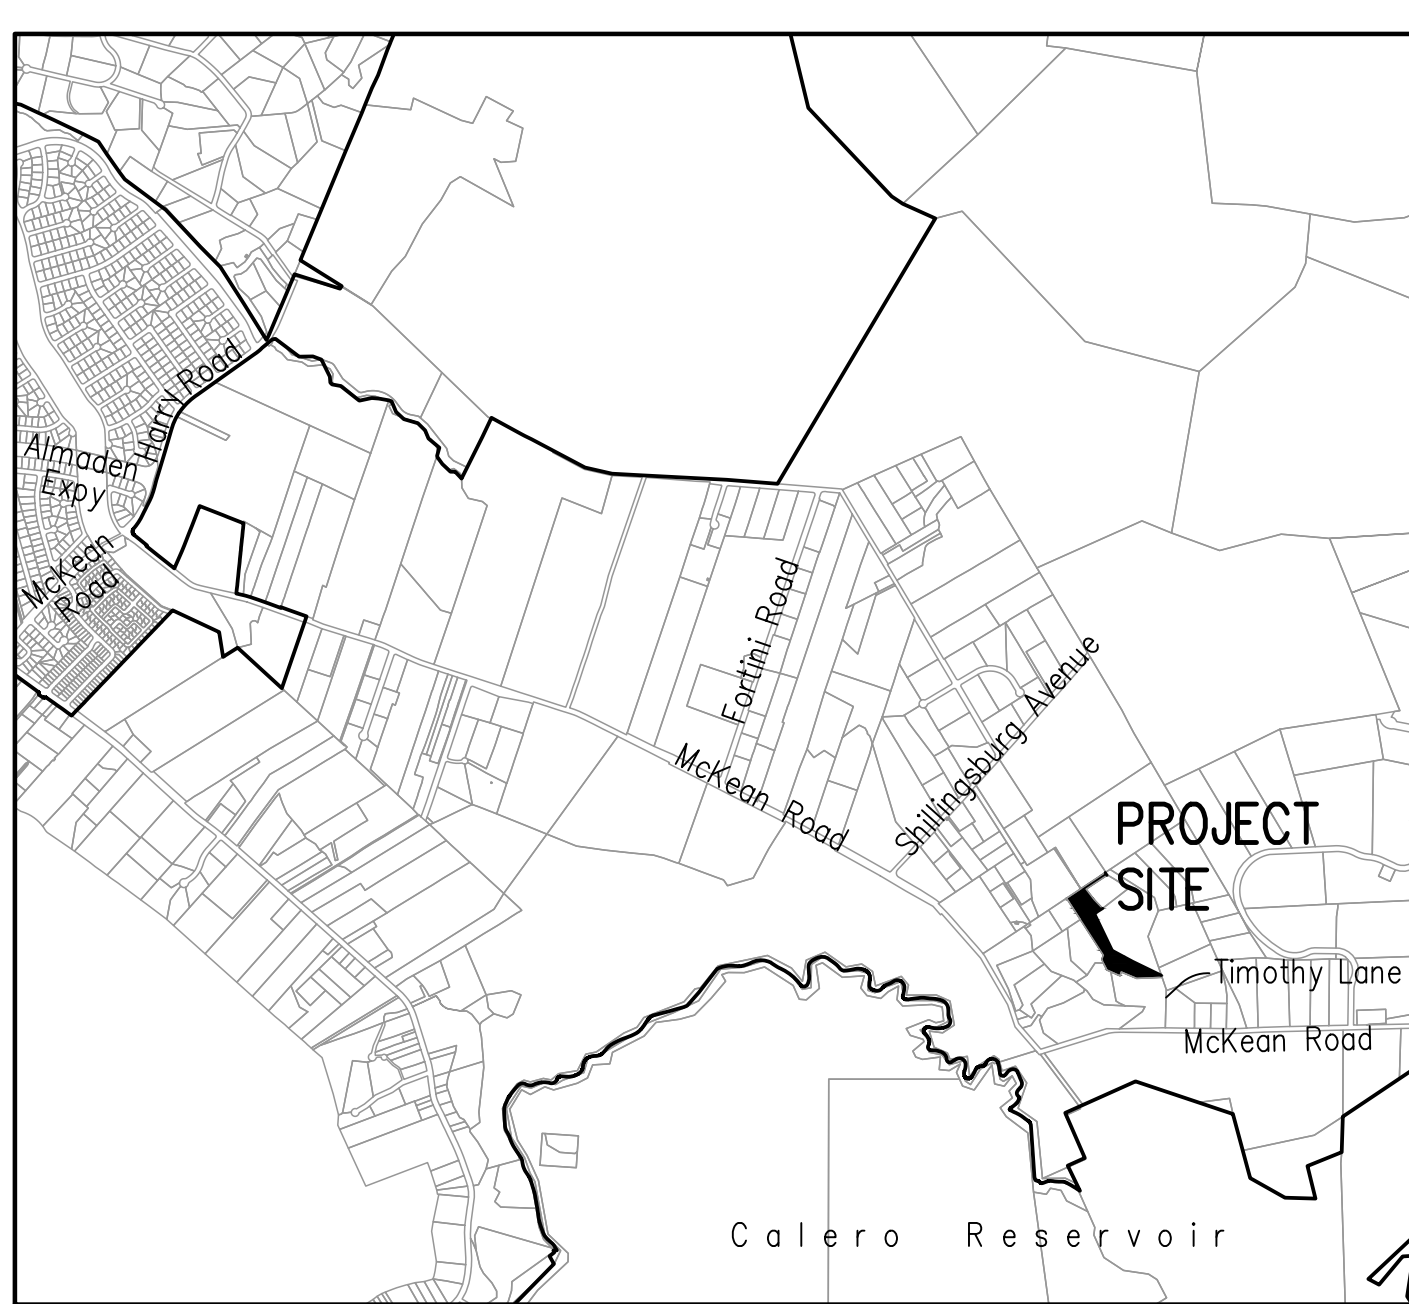 Harry Road
Almaden
Expy
McKean
Road
Fortini Road
Shillingsburg Avenue
McKean Road
PROJECT
SITE
Timothy Lane
McKean Road
Calero Reservoir